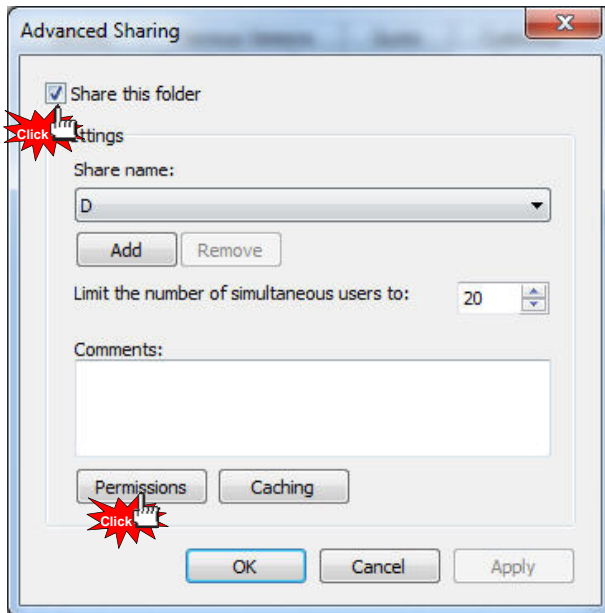 Advanced Sharing
Share this folder
Click
ttings
Share name:
D
Add Remove
Limit the number of simultaneous users to: 20
Comments:
Permissions Caching
Click
OK Cancel Apply